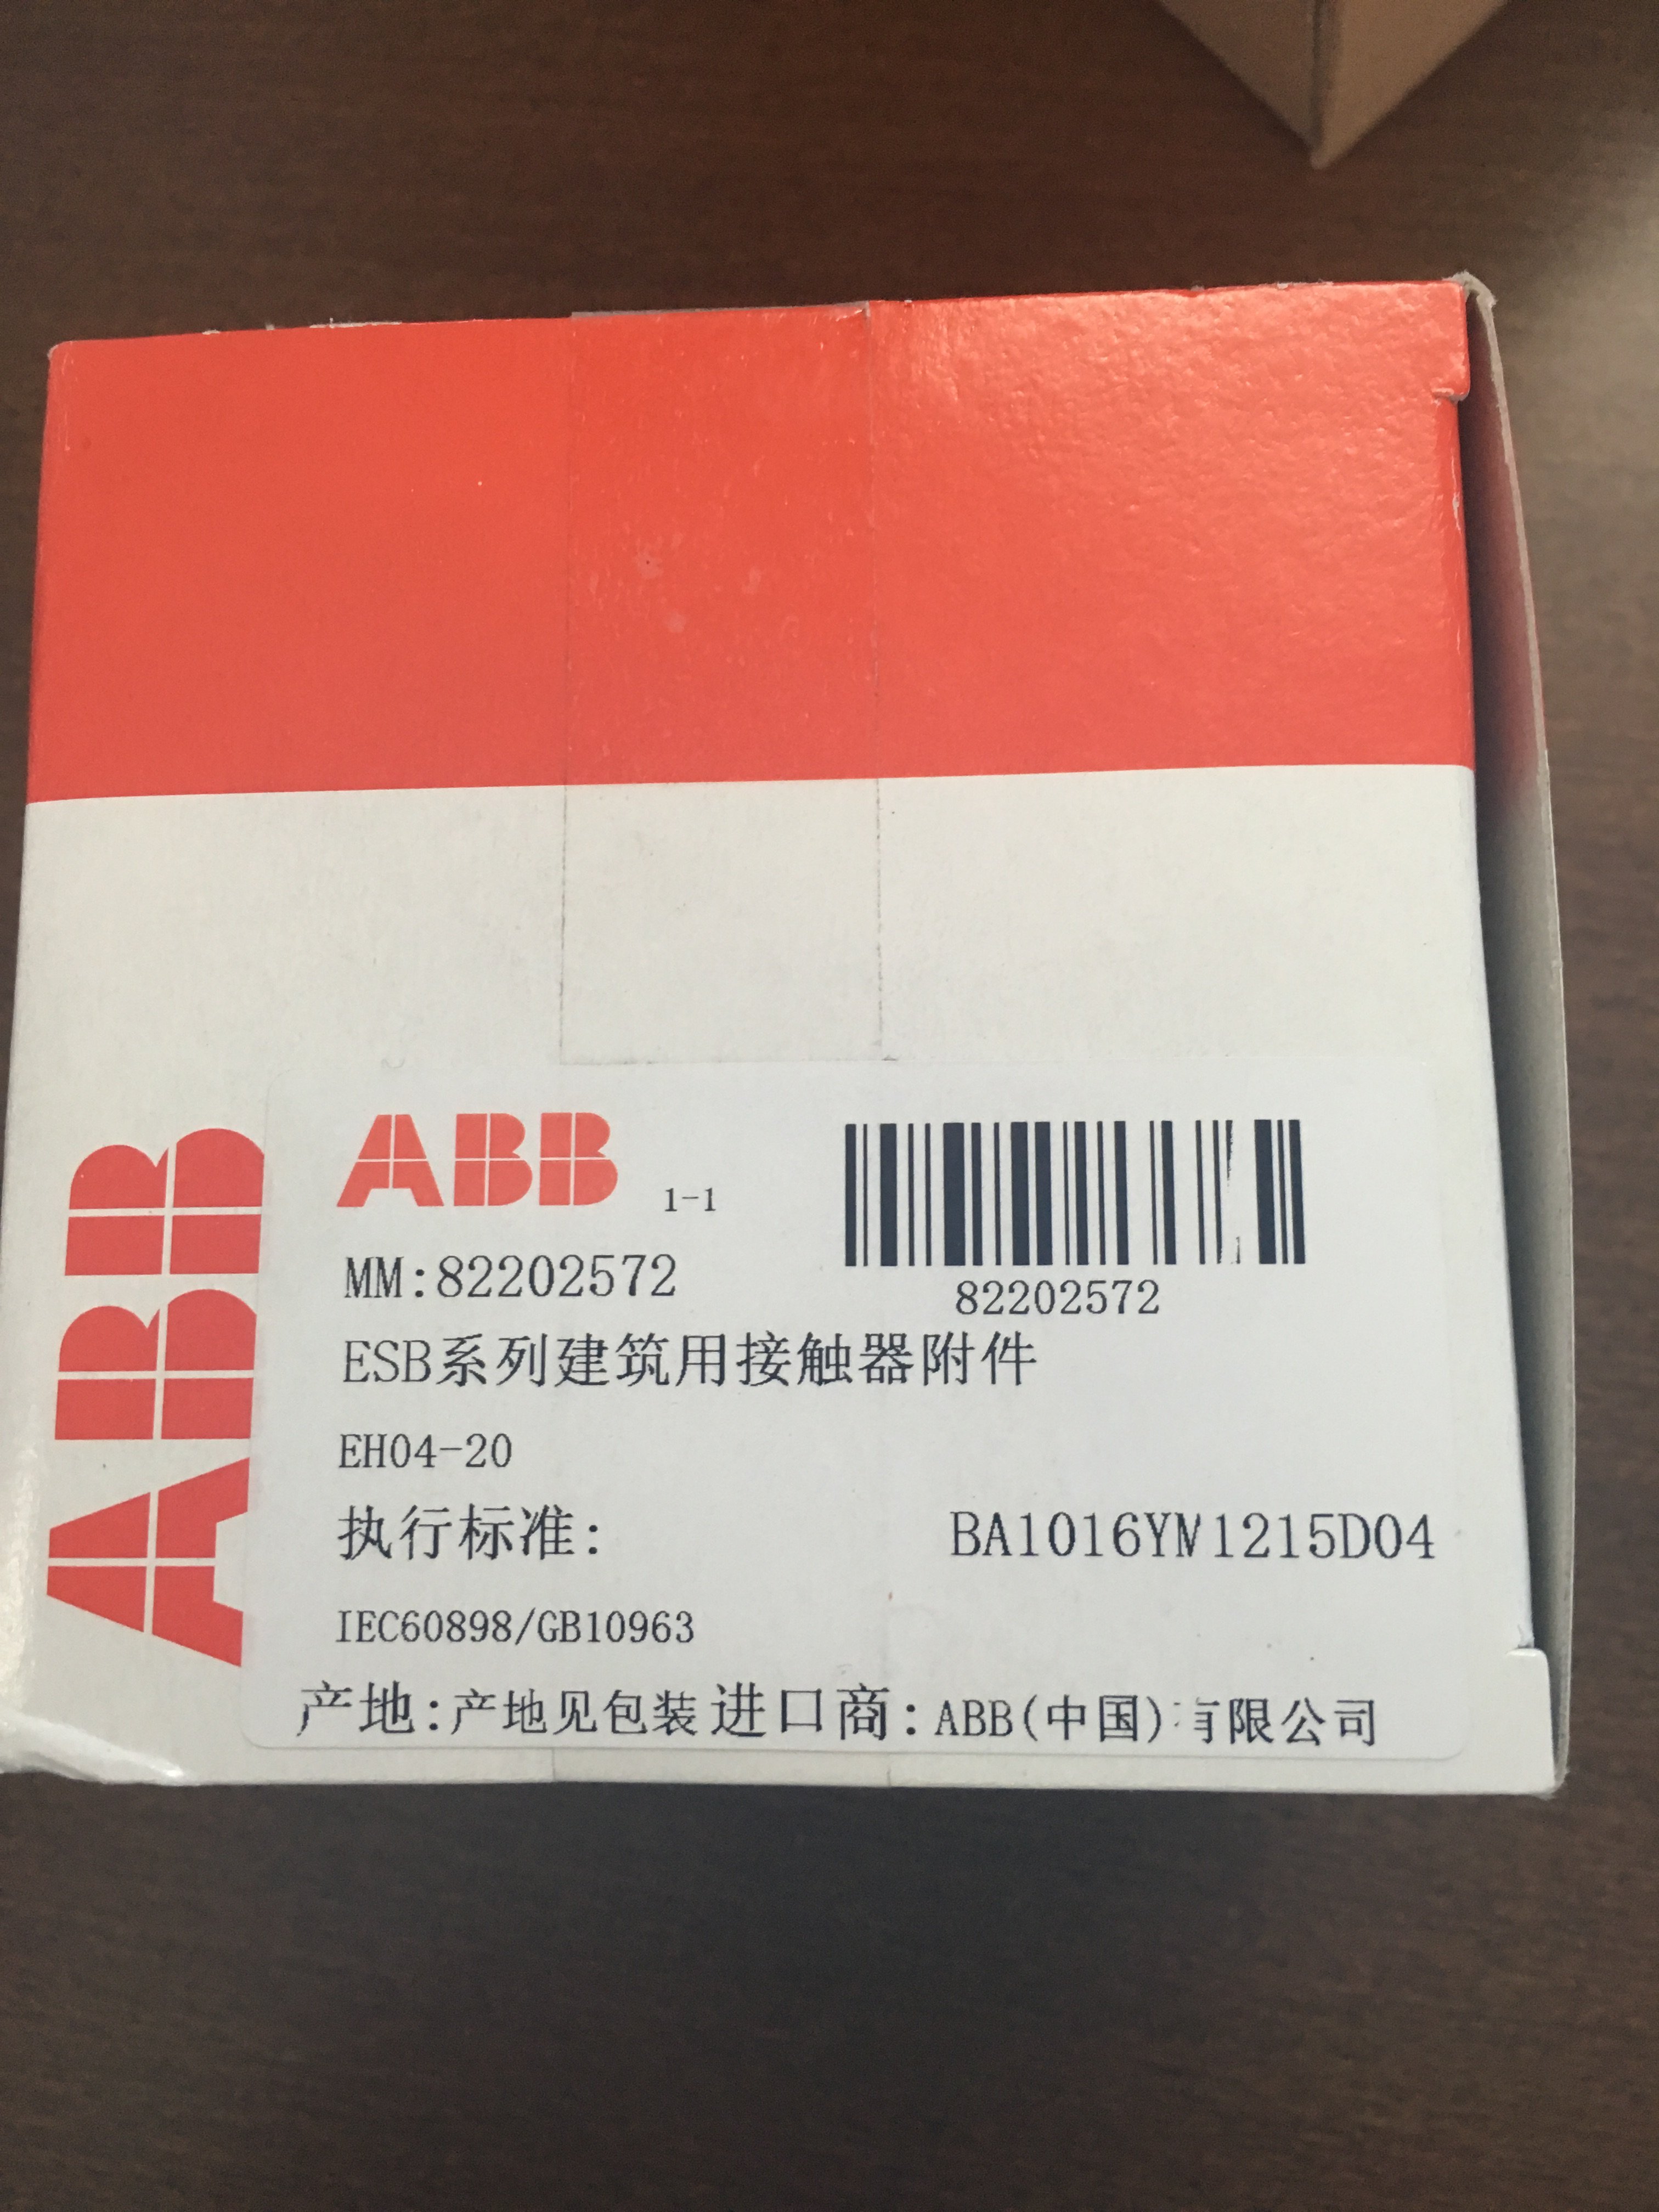 ABB
ABB 1-1
82202572
MM:82202572
ESB系列建筑用接触器附件
EH04-20
执行标准:
BA1016YM1215D04
IEC60898/GB10963
产地:产地见包装 进口商:ABB(中国)有限公司